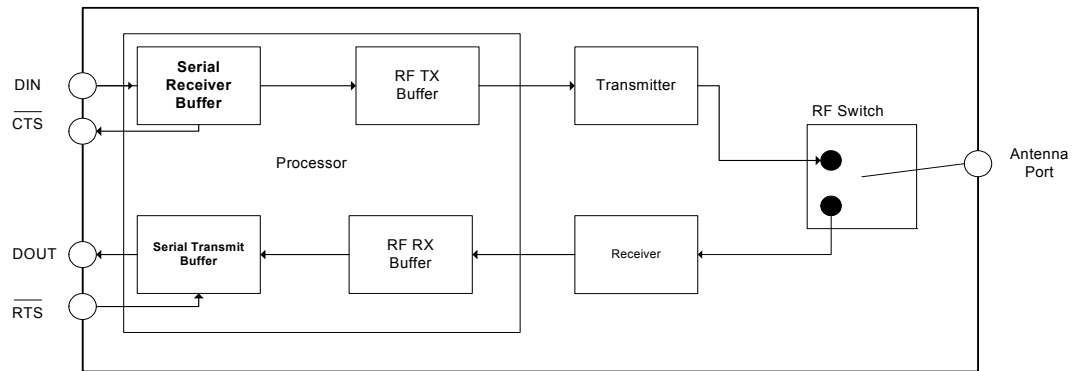 DIN
CTS
Serial
Receiver
Buffer
RF TX
Buffer
Transmitter
RF Switch
Antenna
Port
Processor
DOUT
RTS
Serial Transmit
Buffer
RF RX
Buffer
Receiver